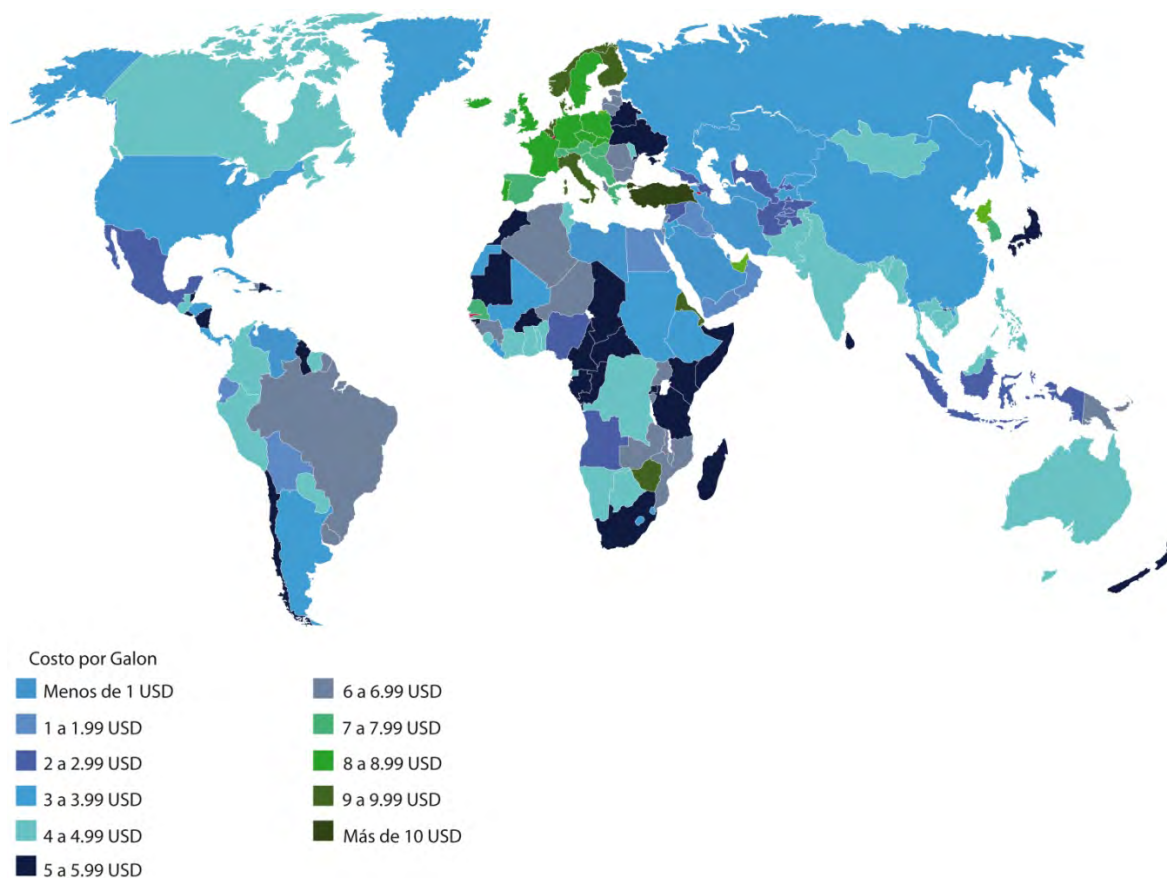 Costo por Galon
Menos de 1 USD
1 a 1.99 USD
2 a 2.99 USD
3 a 3.99 USD
4 a 4.99 USD
5 a 5.99 USD
6 a 6.99 USD
7 a 7.99 USD
8 a 8.99 USD
9 a 9.99 USD
Más de 10 USD